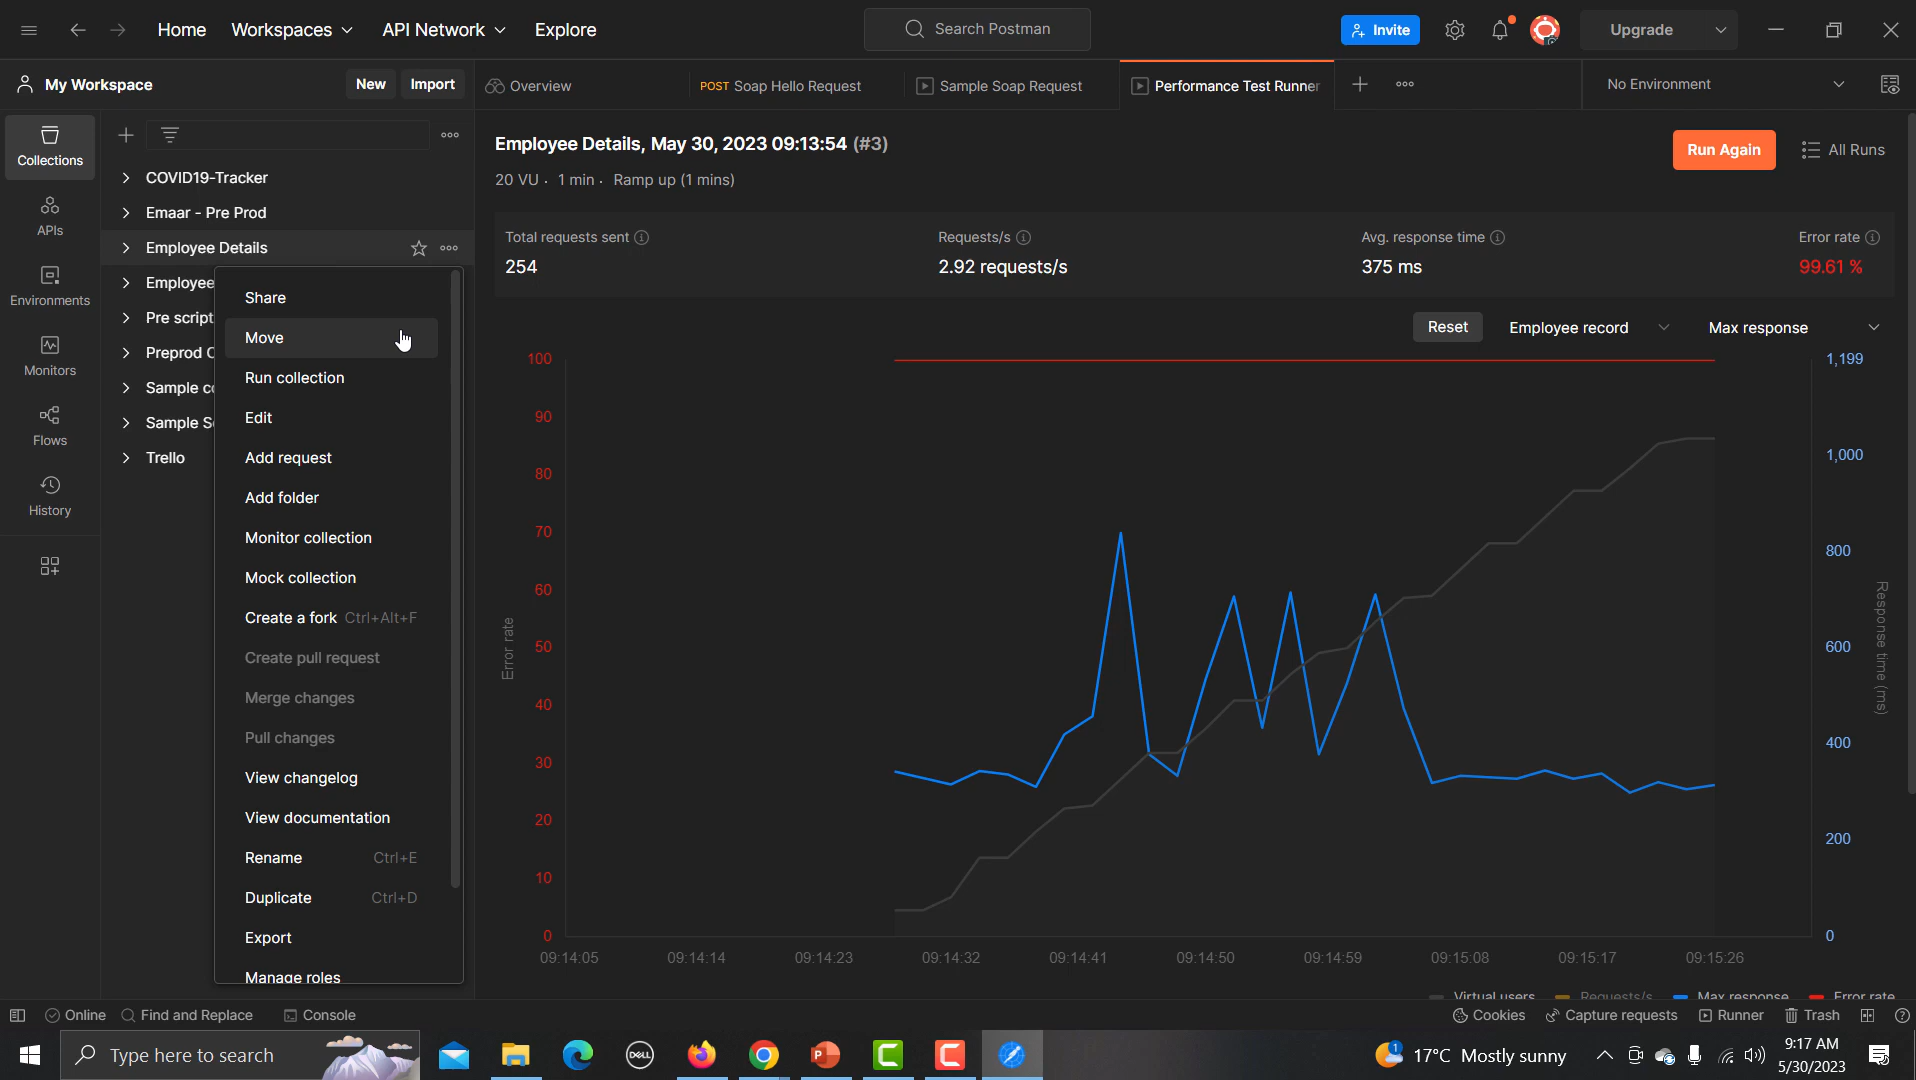 Home Workspaces API Network Explore Search Postman Invite Upgrade
My Workspace New Import Overview POST Soap Hello Request Sample Soap Request Performance Test Runner No Environment
Collections
APIs
Environments
Monitors
Flows
History
COVID19-Tracker
Emaar - Pre Prod
Employee Details
Employee
Pre script
Preprod
Sample
Sample
Trello
Share
Move
Run collection
Edit
Add request
Add folder
Monitor collection
Mock collection
Create a fork Ctrl+Alt+F
Create pull request
Merge changes
Pull changes
View changelog
View documentation
Rename Ctrl+E
Duplicate Ctrl+D
Export
Manage roles
Employee Details, May 30, 2023 09:13:54 (#3)
20 VU · 1 min · Ramp up (1 mins)
Run Again All Runs
Total requests sent Requests/s Avg. response time Error rate
254 2.92 requests/s 375 ms 99.61 %
Reset Employee record Max response
100
90
80
70
60
50
40
30
20
10
0
Error rate
1,199
1,000
800
600
400
200
0
Response time (ms)
09:14:05 09:14:14 09:14:23 09:14:32 09:14:41 09:14:50 09:14:59 09:15:08 09:15:17 09:15:26
Virtual users Requests/s Max response Error rate
Online Find and Replace Console Cookies Capture requests Runner Trash
Type here to search DELL 1 17°C Mostly sunny 9:17 AM
5/30/2023